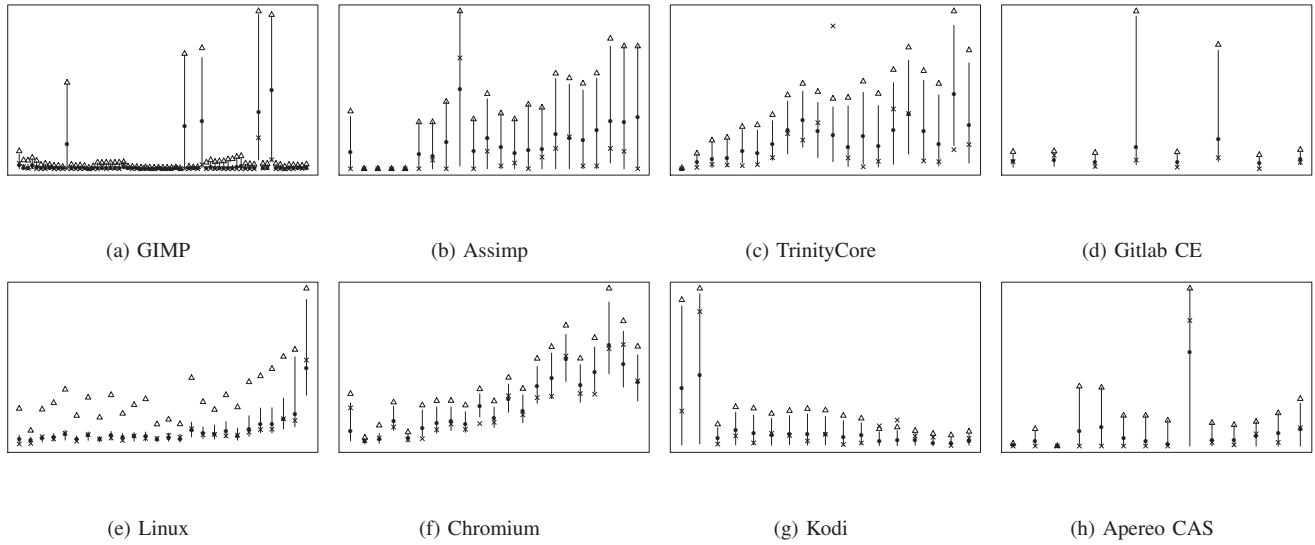 (a) GIMP
(b) Assimp
(c) TrinityCore
(d) Gitlab CE
(e) Linux
(f) Chromium
(g) Kodi
(h) Apereo CAS